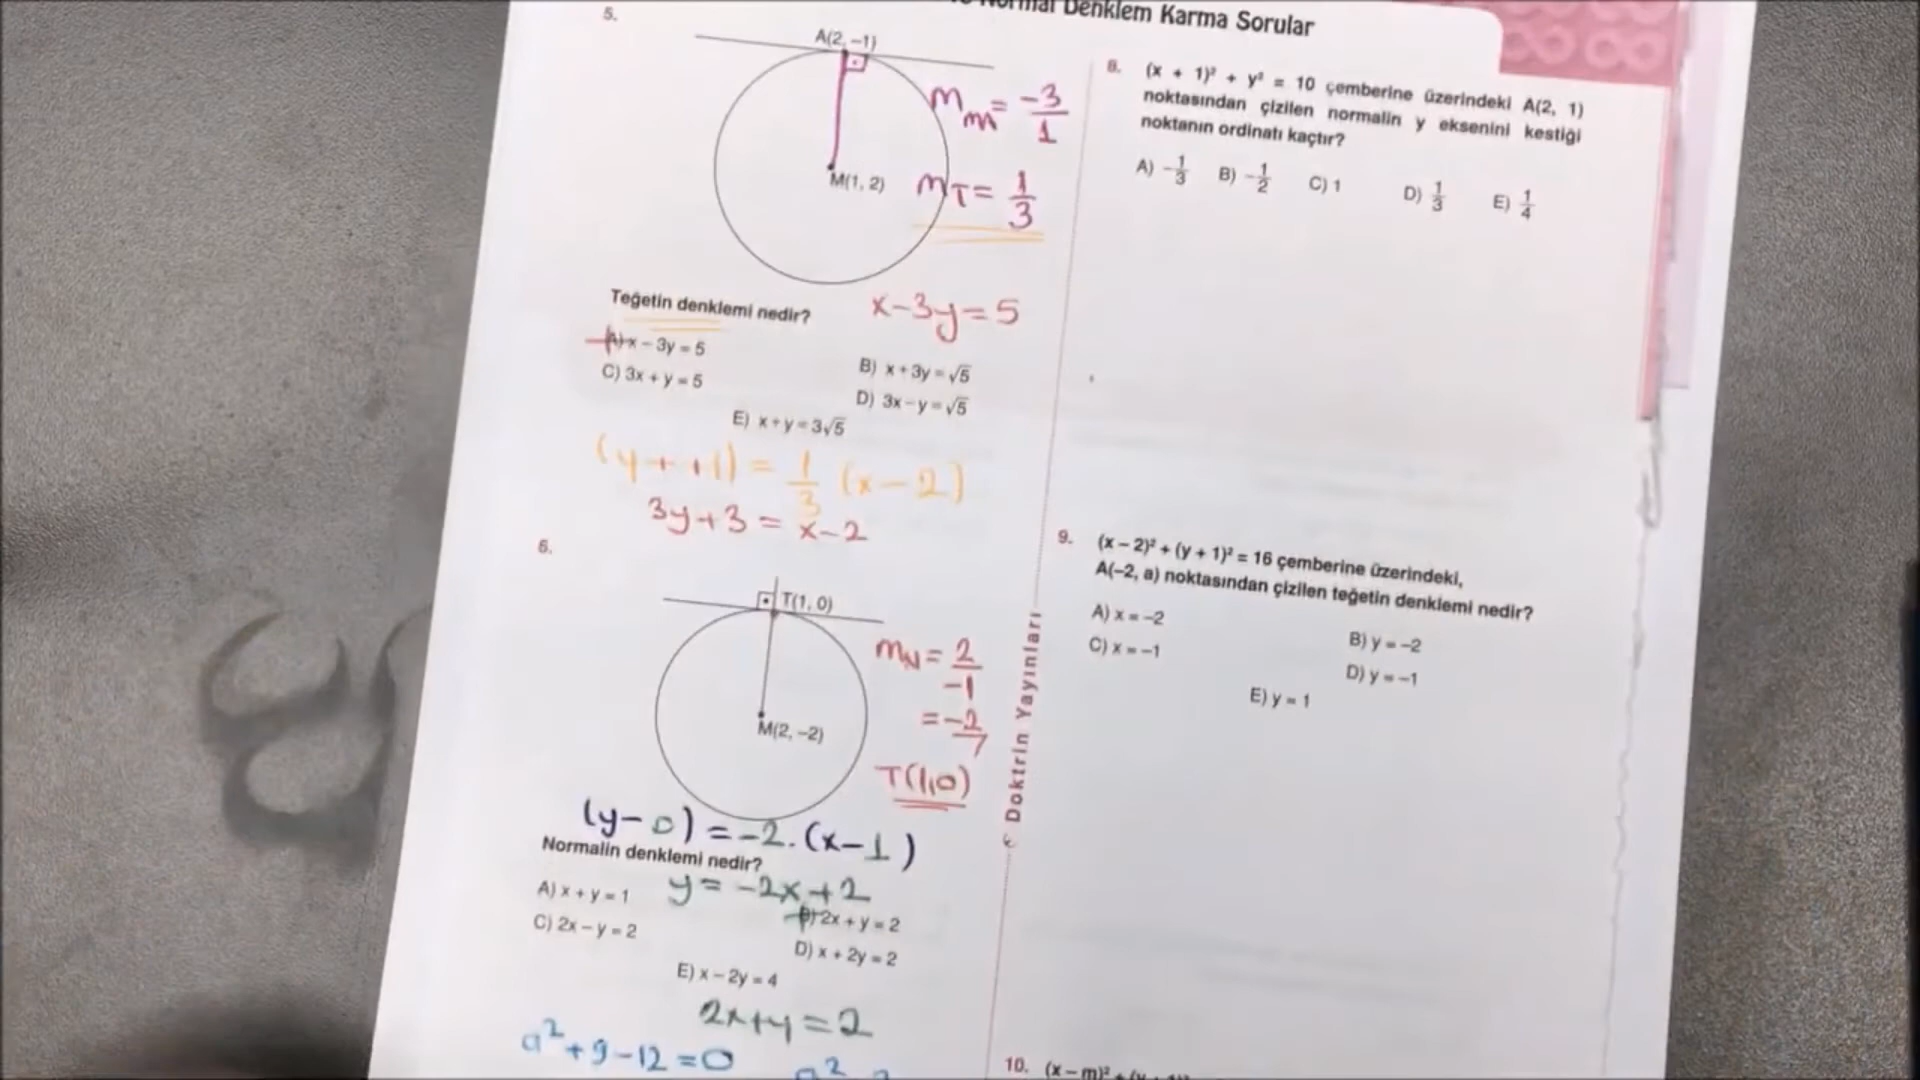 Normal Denklem Karma Sorular
5.
A(2, –1)
M(1, 2)
m_m = -3/1
m_T = 1/3
Teğetin denklemi nedir?
x-3y=5
A) x – 3y = 5
B) x + 3y = √5
C) 3x + y = 5
D) 3x – y = √5
E) x + y = 3√5
(y++1) = 1/3 (x-2)
3y+3 = x-2
6.
T(1, 0)
M(2, –2)
m_N = 2/-1
= -2
T(1,0)
(y-0) = -2.(x-1)
Normalin denklemi nedir?
y = -2x+2
A) x + y = 1
B) 2x + y = 2
C) 2x – y = 2
D) x + 2y = 2
E) x – 2y = 4
2x+y=2
a²+9-12=0
Doktrin Yayınları
8. (x + 1)² + y² = 10 çemberine üzerindeki A(2, 1)
noktasından çizilen normalin y eksenini kestiği
noktanın ordinatı kaçtır?
A) –1/3 B) –1/2 C) 1 D) 1/3 E) 1/4
9. (x – 2)² + (y + 1)² = 16 çemberine üzerindeki,
A(–2, a) noktasından çizilen teğetin denklemi nedir?
A) x = –2
B) y = –2
C) x = –1
D) y = –1
E) y = 1
10. (x – m)²